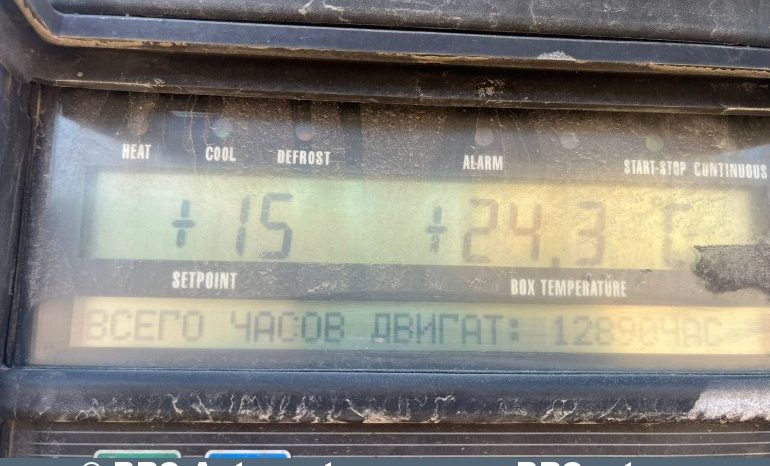 HEAT COOL DEFROST ALARM START-STOP CONTINUOUS
+15 +24.3 °C
SETPOINT BOX TEMPERATURE
ВСЕГО ЧАСОВ ДВИГАТ: 12890ЧАС